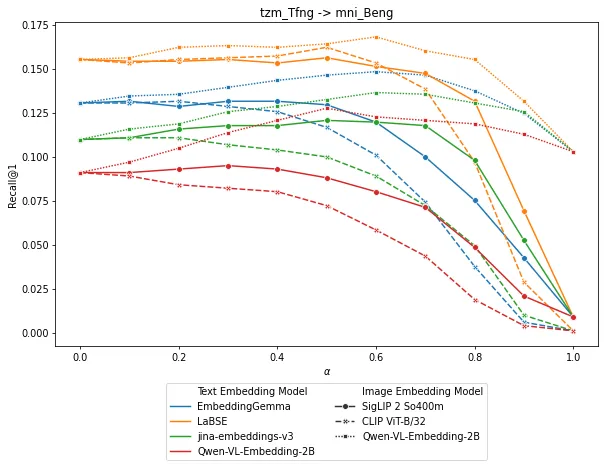 tzm_Tfng -> mni_Beng
0.175
0.150
0.125
0.100
0.075
0.050
0.025
0.000
Recall@1
0.0 0.2 0.4 0.6 0.8 1.0
α
Text Embedding Model
EmbeddingGemma
LaBSE
jina-embeddings-v3
Qwen-VL-Embedding-2B
Image Embedding Model
SigLIP 2 So400m
CLIP ViT-B/32
Qwen-VL-Embedding-2B